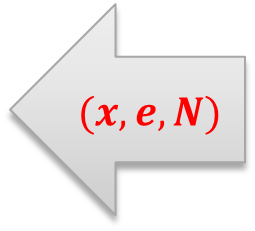 (x, e, N)